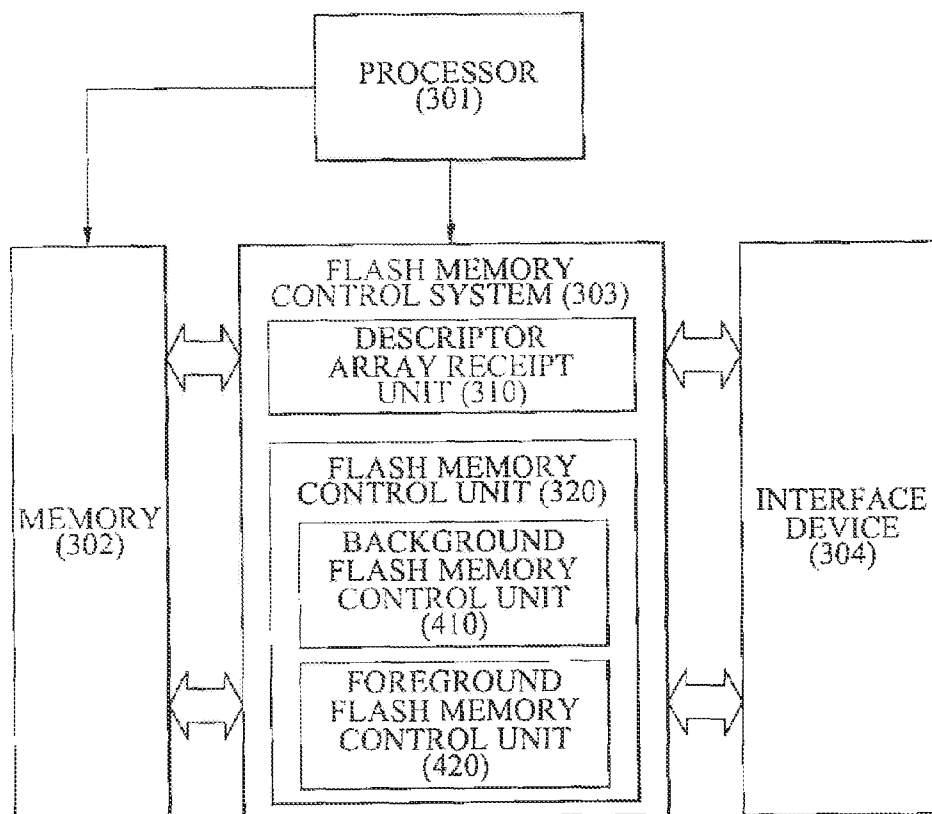 PROCESSOR
(301)
FLASH MEMORY
CONTROL SYSTEM (303)
DESCRIPTOR
ARRAY RECEIPT
UNIT (310)
FLASH MEMORY
CONTROL UNIT (320)
MEMORY
(302)
INTERFACE
DEVICE
(304)
BACKGROUND
FLASH MEMORY
CONTROL UNIT
(410)
FOREGROUND
FLASH MEMORY
CONTROL UNIT
(420)